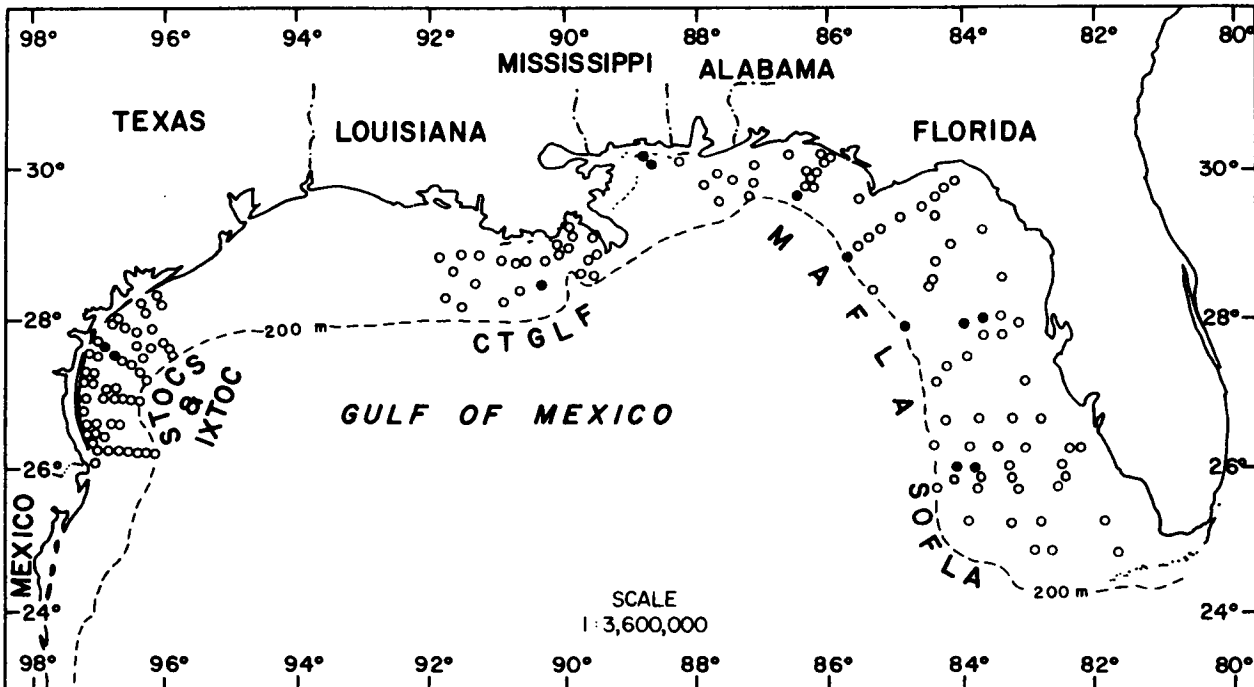 98° 96° 94° 92° 90° 88° 86° 84° 82° 80°
MISSISSIPPI ALABAMA
TEXAS LOUISIANA FLORIDA
30° 30°
MAFLA
28° 200 m CTGLF 28°
STOCS
&
IXTOC
GULF OF MEXICO
26° 26°
SOFLA
MEXICO
SCALE
1:3,600,000
200 m
24° 24°
98° 96° 94° 92° 90° 88° 86° 84° 82° 80°